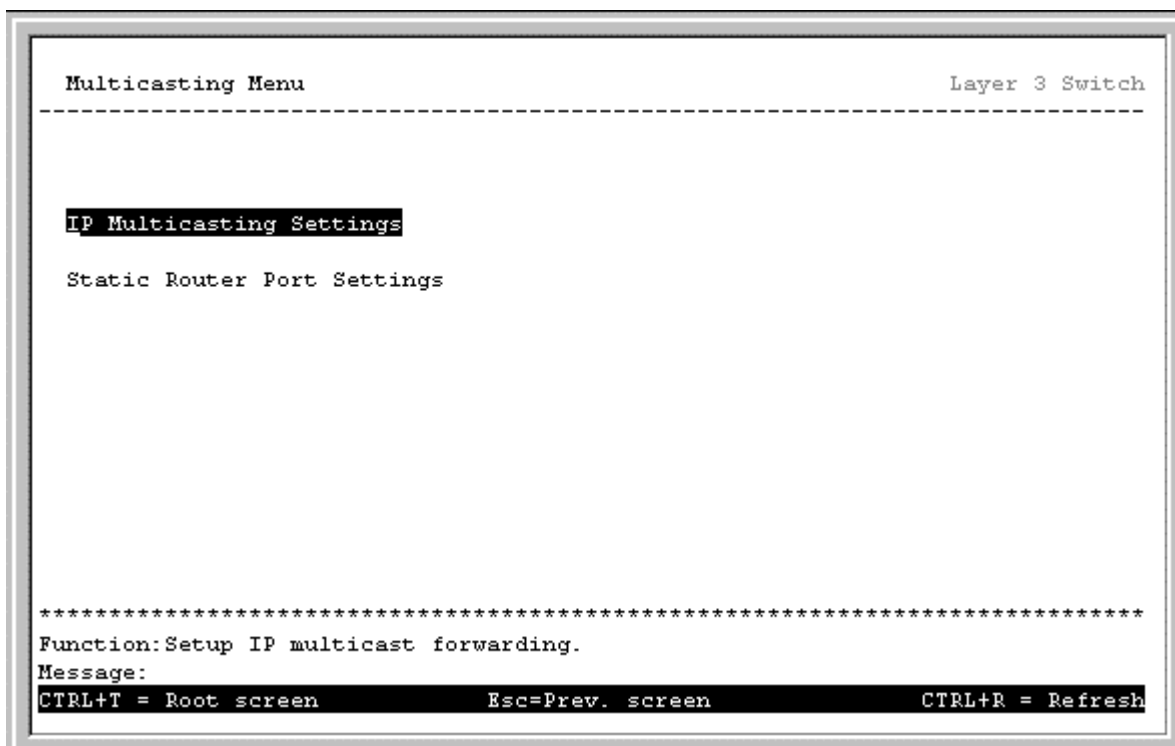 Multicasting Menu Layer 3 Switch
-------------------------------------------------------------------------------
IP Multicasting Settings
Static Router Port Settings
*******************************************************************************
Function:Setup IP multicast forwarding.
Message:
CTRL+T = Root screen Esc=Prev. screen CTRL+R = Refresh